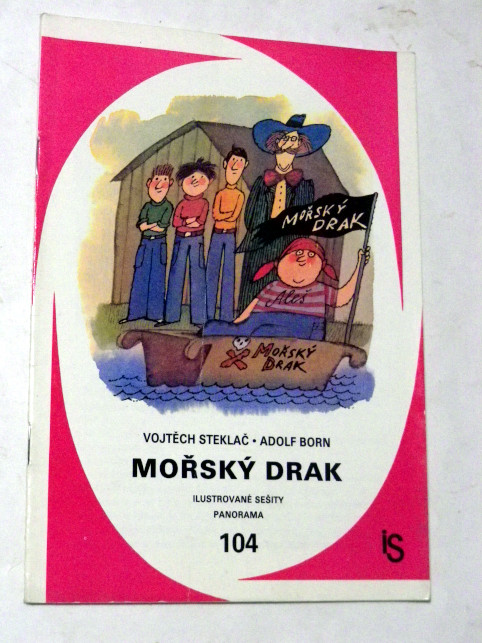 MOŘSKÝ
DRAK
Aleš
MOŘSKÝ
DRAK
VOJTĚCH STEKLAČ • ADOLF BORN
MOŘSKÝ DRAK
ILUSTROVANÉ SEŠITY
PANORAMA
104
iS